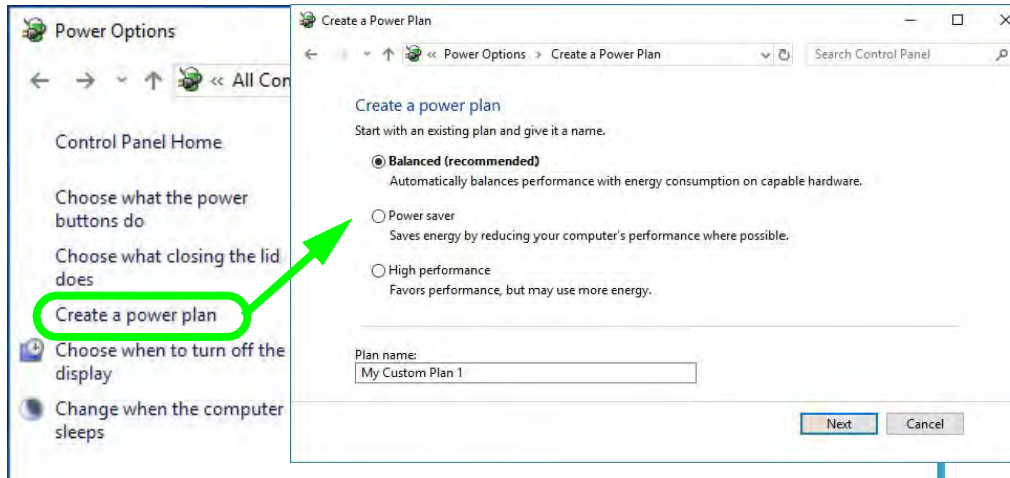 Power Options
« All Con
Control Panel Home
Choose what the power
buttons do
Choose what closing the lid
does
Create a power plan
Choose when to turn off the
display
Change when the computer
sleeps
Create a Power Plan
« Power Options > Create a Power Plan
Search Control Panel
Create a power plan
Start with an existing plan and give it a name.
Balanced (recommended)
Automatically balances performance with energy consumption on capable hardware.
Power saver
Saves energy by reducing your computer's performance where possible.
High performance
Favors performance, but may use more energy.
Plan name:
My Custom Plan 1
Next
Cancel